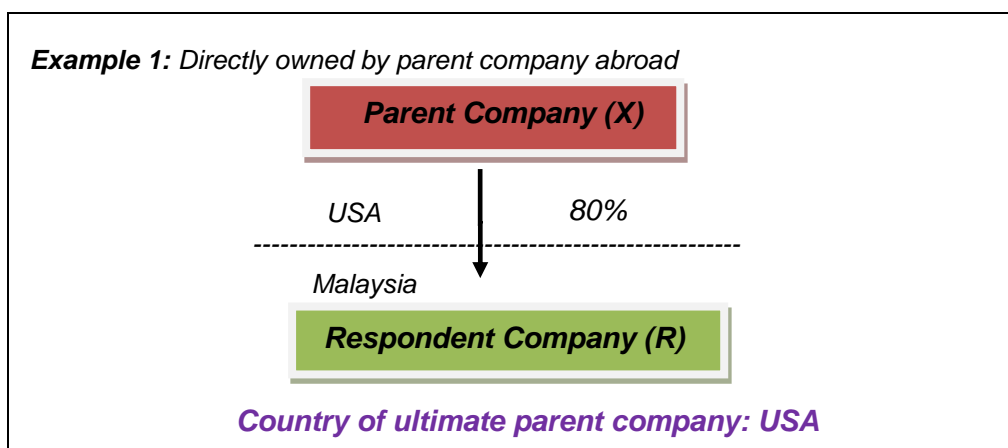 Example 1: Directly owned by parent company abroad
Parent Company (X)
USA 80%
Malaysia
Respondent Company (R)
Country of ultimate parent company: USA